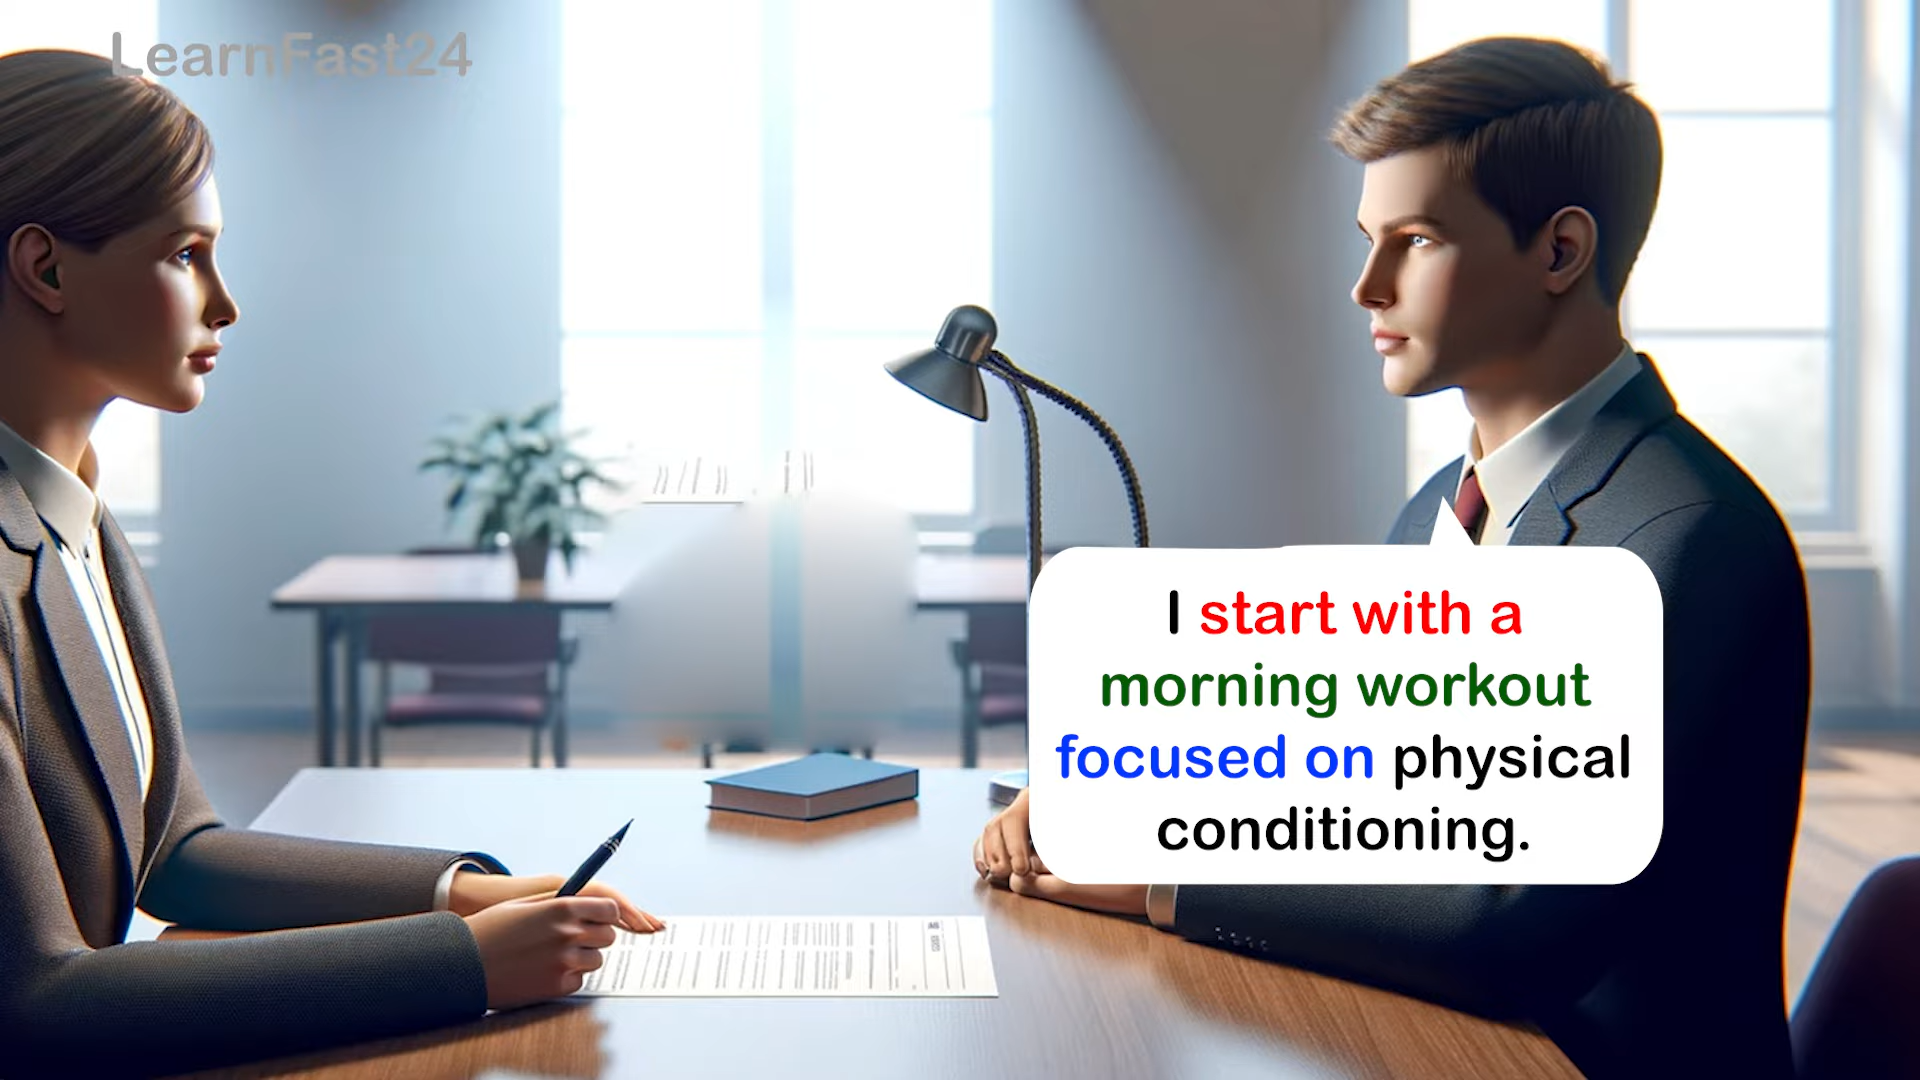 LearnFast24
I start with a
morning workout
focused on physical
conditioning.